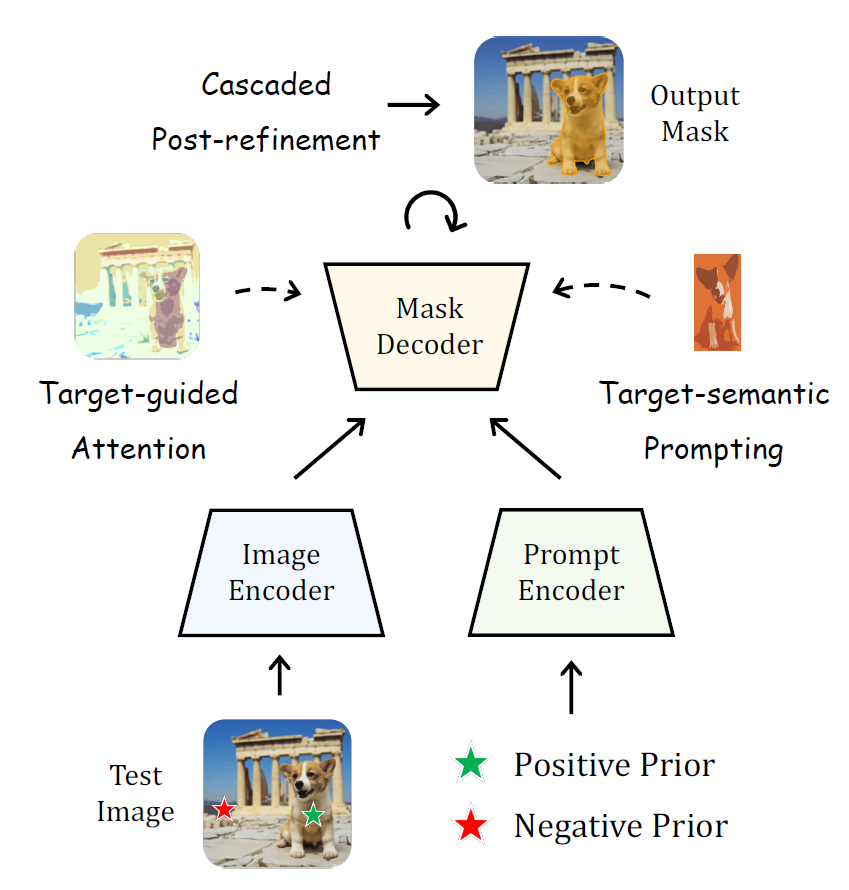 Cascaded
Post-refinement
Output
Mask
Mask
Decoder
Target-guided
Attention
Target-semantic
Prompting
Image
Encoder
Prompt
Encoder
Test
Image
Positive Prior
Negative Prior